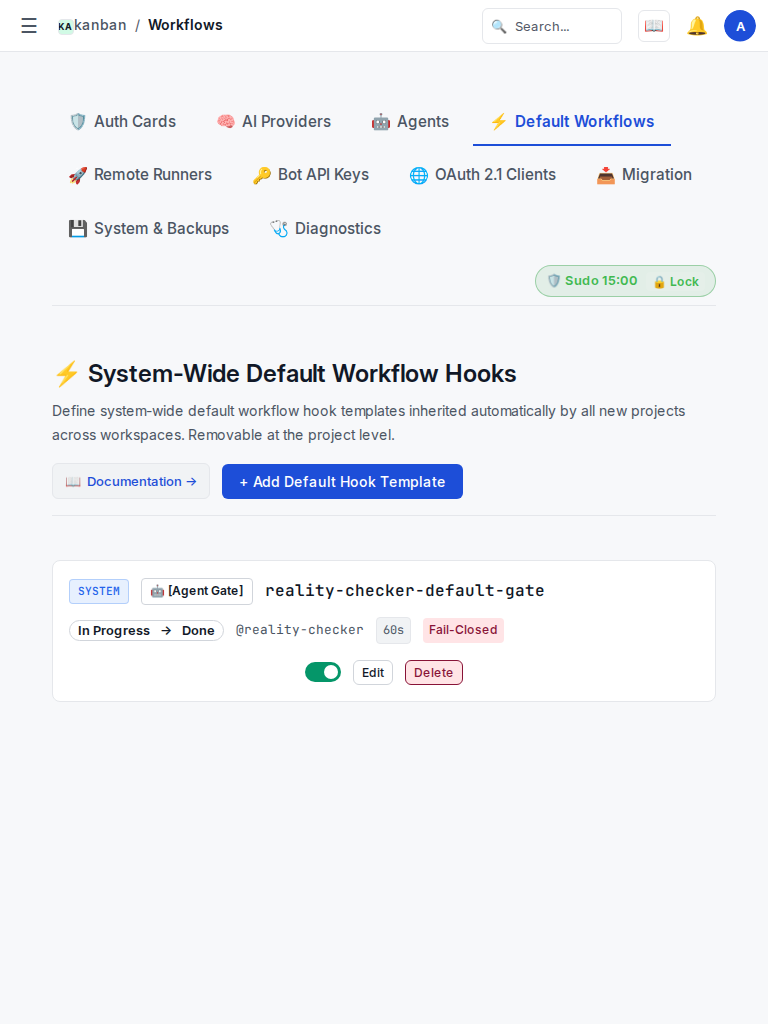 ☰ KA kanban / Workflows 🔍 Search... 📖 🔔 A
🛡️ Auth Cards 🧠 AI Providers 🤖 Agents ⚡ Default Workflows
🚀 Remote Runners 🔑 Bot API Keys 🌐 OAuth 2.1 Clients 📥 Migration
💾 System & Backups 🩺 Diagnostics
🛡️ Sudo 15:00 🔒 Lock
⚡ System-Wide Default Workflow Hooks
Define system-wide default workflow hook templates inherited automatically by all new projects
across workspaces. Removable at the project level.
📖 Documentation → + Add Default Hook Template
SYSTEM 🤖 [Agent Gate] reality-checker-default-gate
In Progress → Done @reality-checker 60s Fail-Closed
Edit Delete